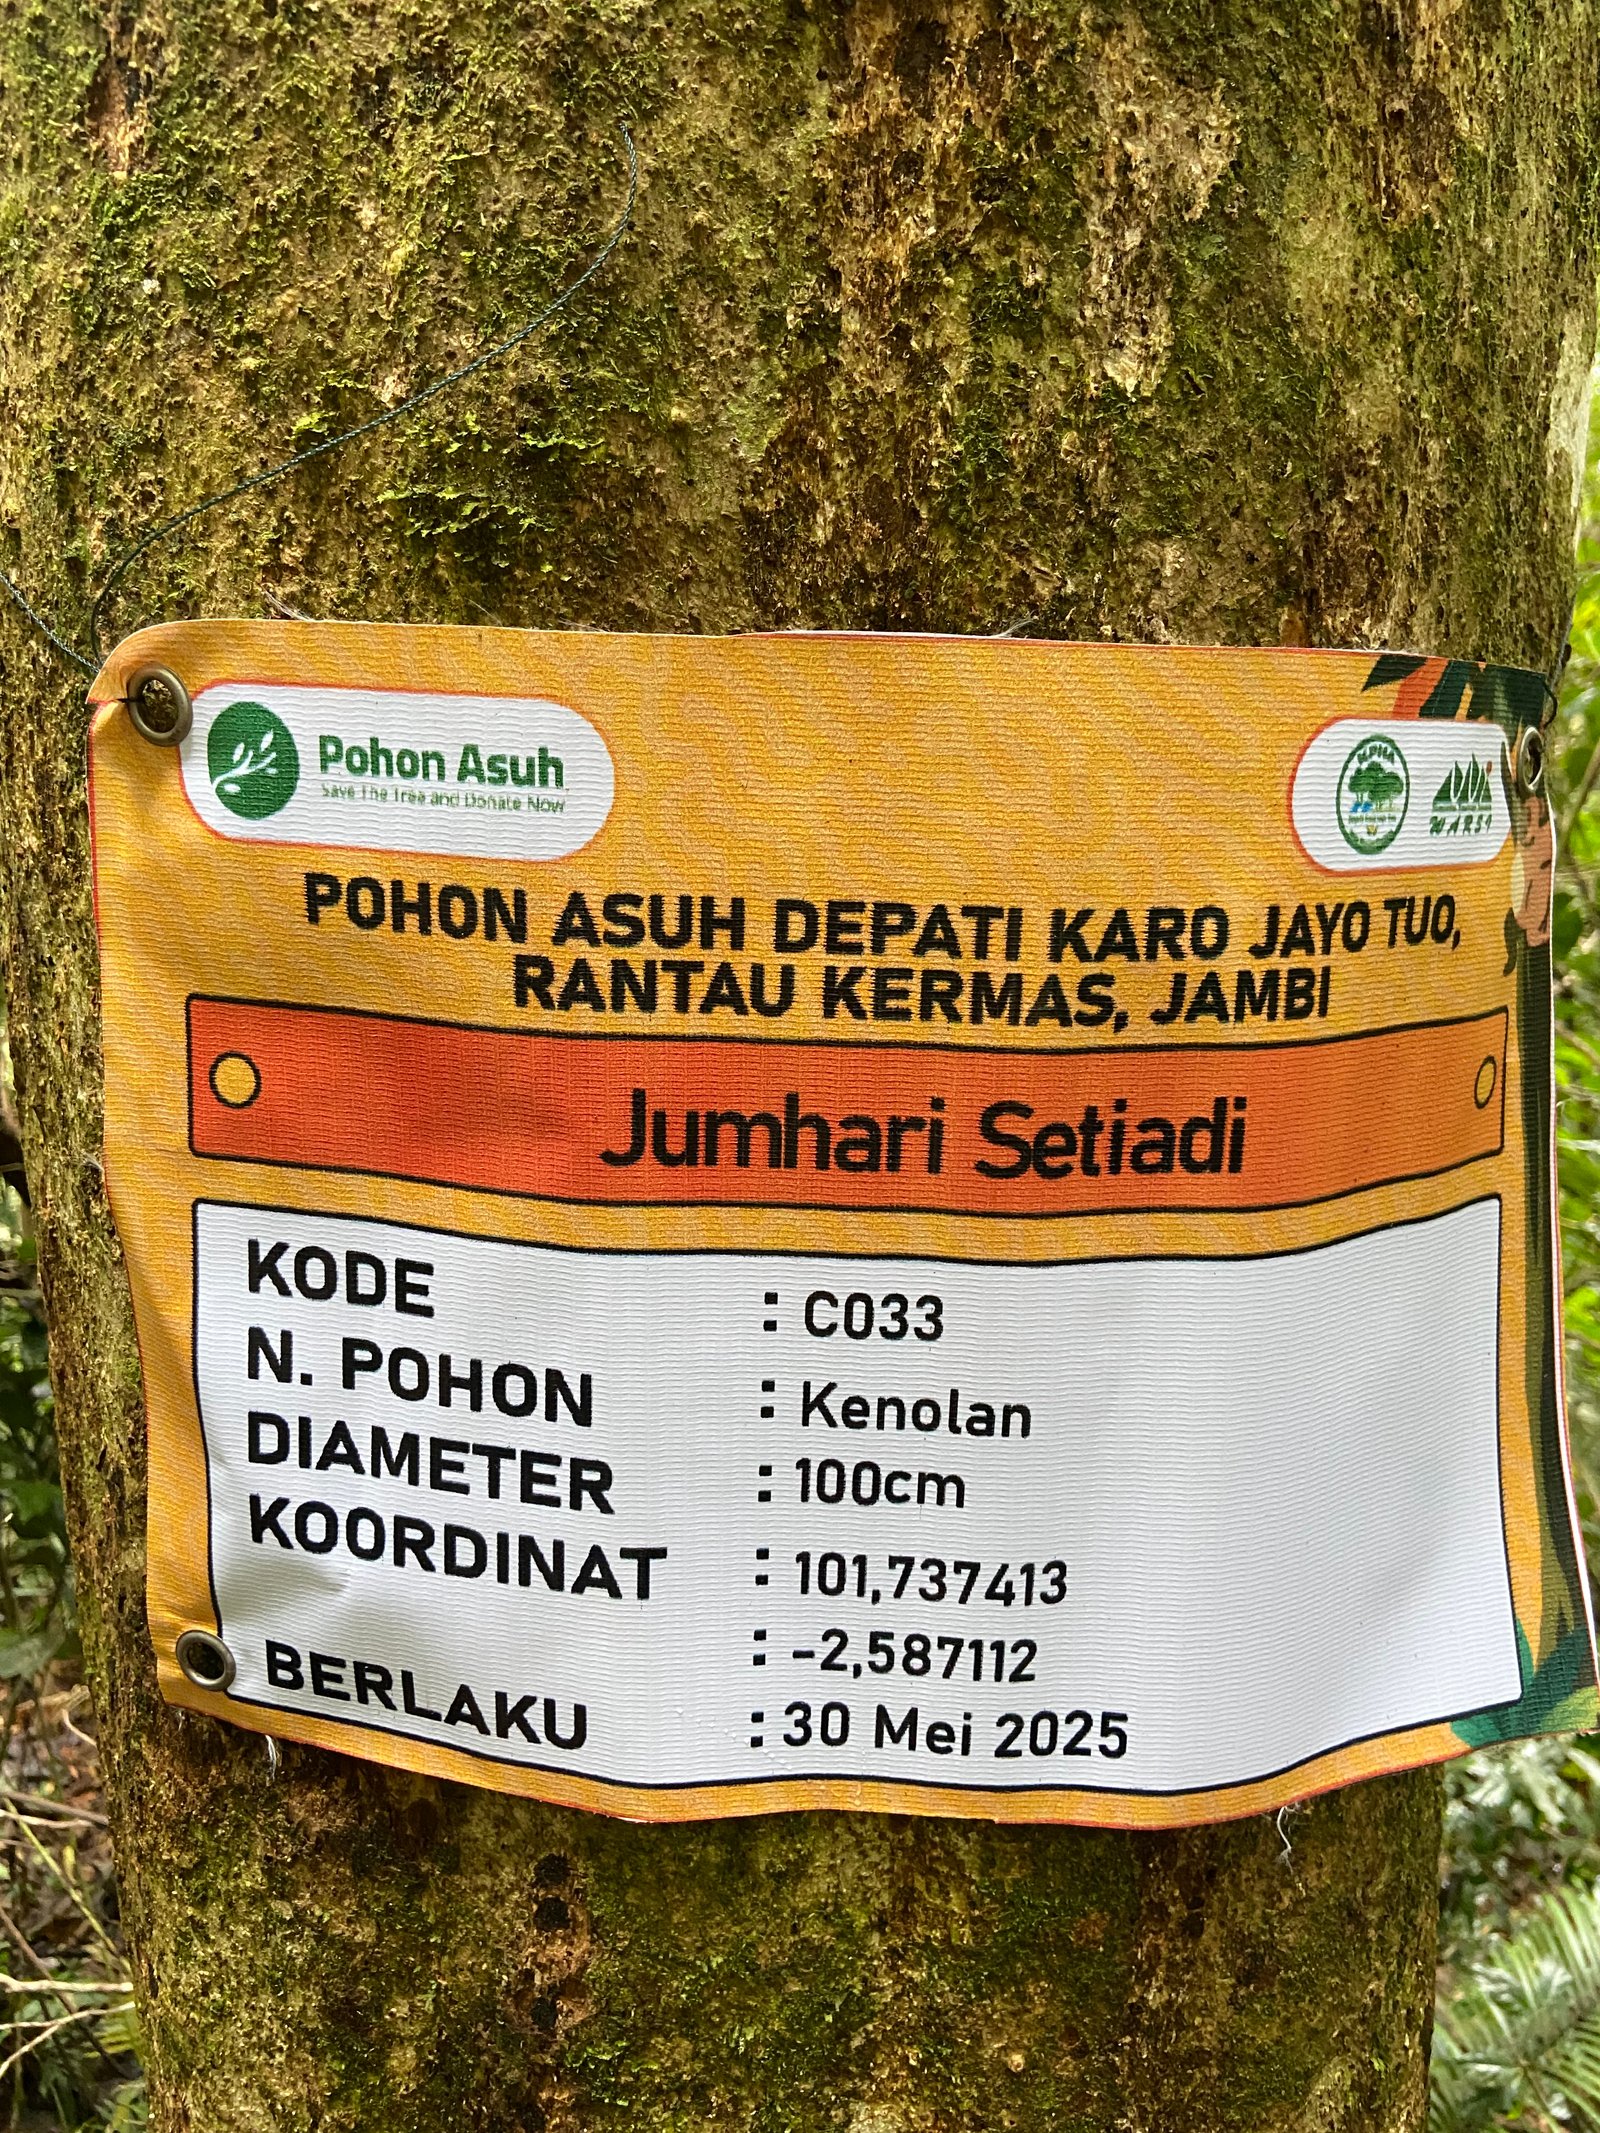 Pohon Asuh
Save The Tree and Donate Now
WARSI
POHON ASUH DEPATI KARO JAYO TUO,
RANTAU KERMAS, JAMBI
Jumhari Setiadi
KODE : C033
N. POHON : Kenolan
DIAMETER : 100cm
KOORDINAT : 101,737413
: -2,587112
BERLAKU : 30 Mei 2025